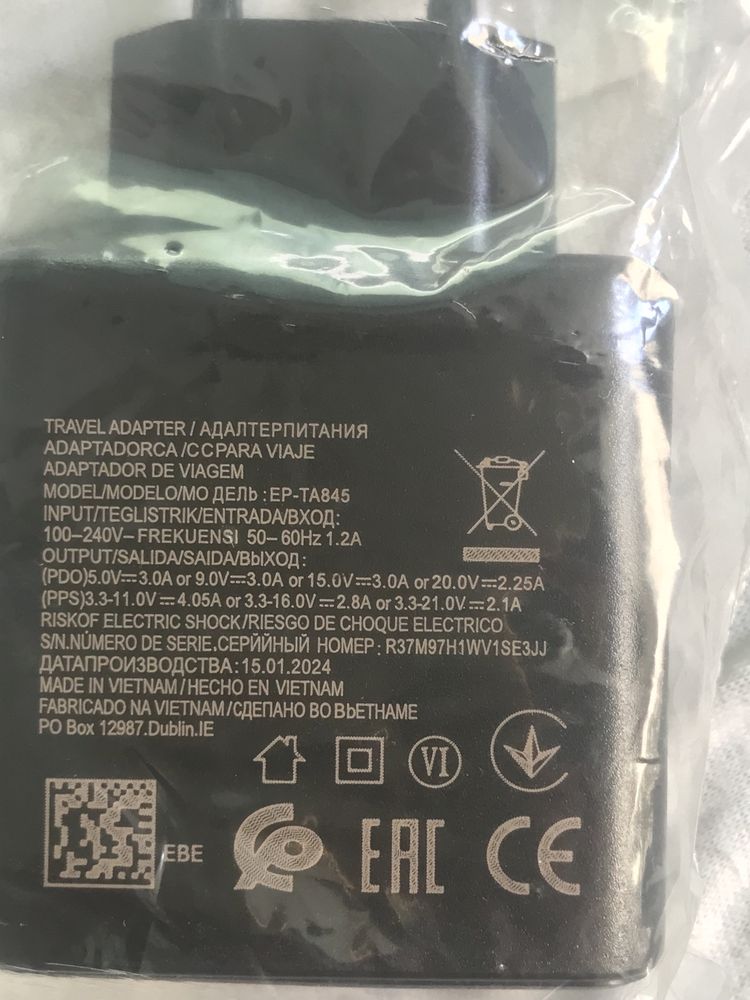 TRAVEL ADAPTER / АДАЛТЕРПИТАНИЯ
ADAPTADORCA /CCPARA VIAJE
ADAPTADOR DE VIAGEM
MODEL/MODELO/MO ДЕЛЬ : EP-TA845
INPUT/TEGLISTRIK/ENTRADA/ВХОД:
100–240V– FREKUENSI 50– 60Hz 1.2A
OUTPUT/SALIDA/SAIDA/ВЫХОД :
(PDO)5.0V⎓3.0A or 9.0V⎓3.0A or 15.0V⎓3.0A or 20.0V⎓2.25A
(PPS)3.3-11.0V⎓4.05A or 3.3-16.0V⎓2.8A or 3.3-21.0V⎓2.1A
RISKOF ELECTRIC SHOCK/RIESGO DE CHOQUE ELECTRICO
S/N.NÚMERO DE SERIE.СЕРЙЙНЫЙ НОМЕР : R37M97H1WV1SE3JJ
ДАТАПРОИЗВОДСТВА : 15.01.2024
MADE IN VIETNAM / HECHO EN VIETNAM
FABRICADO NA VIETNAM / СДЕПАНО ВО ВЬЕТНАМЕ
PO Box 12987.Dublin.IE
VI
EBE
EAC
CE